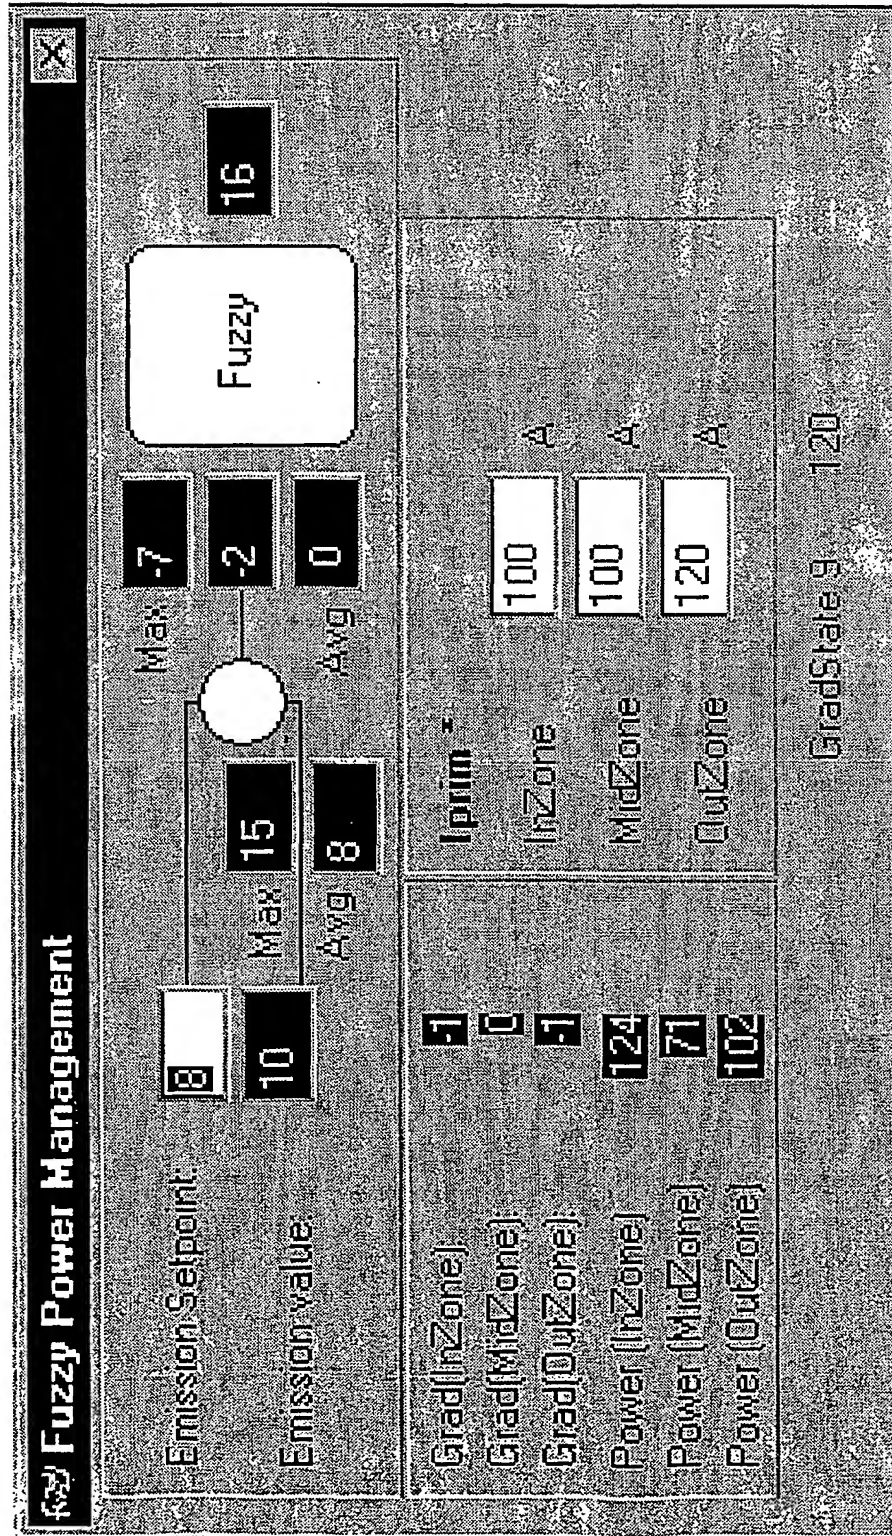 Fuzzy Power Management
Emission Setpoint: 8
Emission value: 10
Max 15
Avg 8
Max -7
-2
Avg 0
Fuzzy
16
Grad(InZone): -1
Grad(MidZone): 0
Grad(OutZone): -1
Power (InZone) 124
Power (MidZone) 71
Power (OutZone) 102
Iprim -
InZone 100 A
MidZone 100 A
OutZone 120 A
GradState 9 120